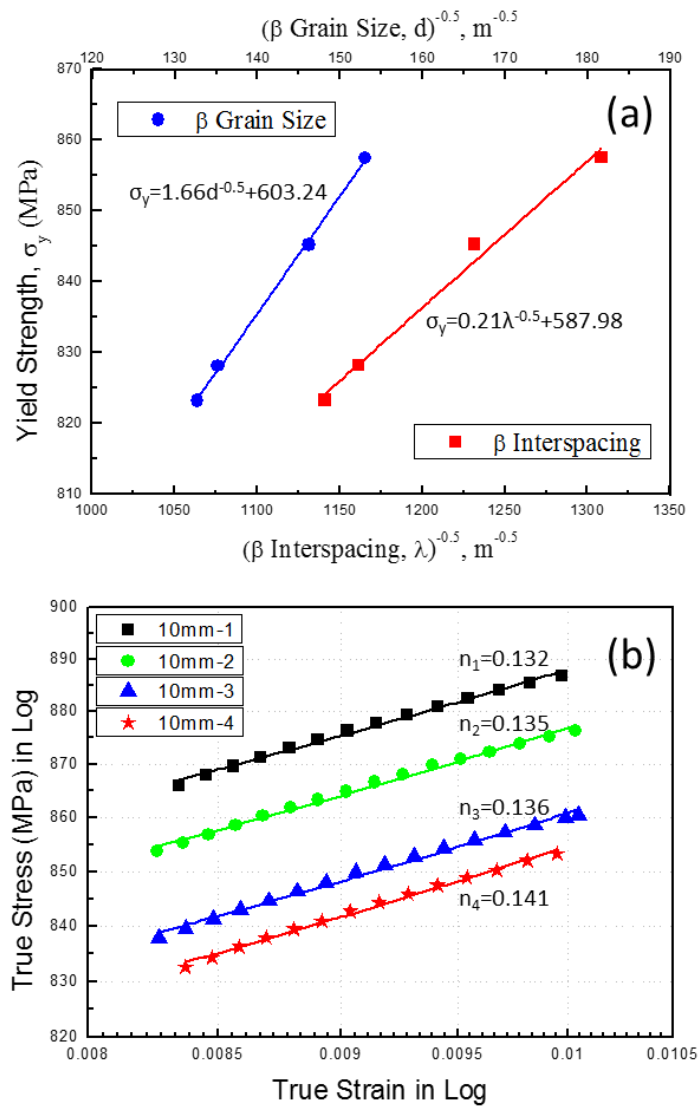 (β Grain Size, d)^-0.5, m^-0.5
120 130 140 150 160 170 180 190
870
860
850
840
830
820
810
Yield Strength, σ_y (MPa)
(a)
β Grain Size
σ_y=1.66d^-0.5+603.24
σ_y=0.21λ^-0.5+587.98
β Interspacing
1000 1050 1100 1150 1200 1250 1300 1350
(β Interspacing, λ)^-0.5, m^-0.5
900
890
880
870
860
850
840
830
820
True Stress (MPa) in Log
10mm-1
10mm-2
10mm-3
10mm-4
(b)
n₁=0.132
n₂=0.135
n₃=0.136
n₄=0.141
0.008 0.0085 0.009 0.0095 0.01 0.0105
True Strain in Log